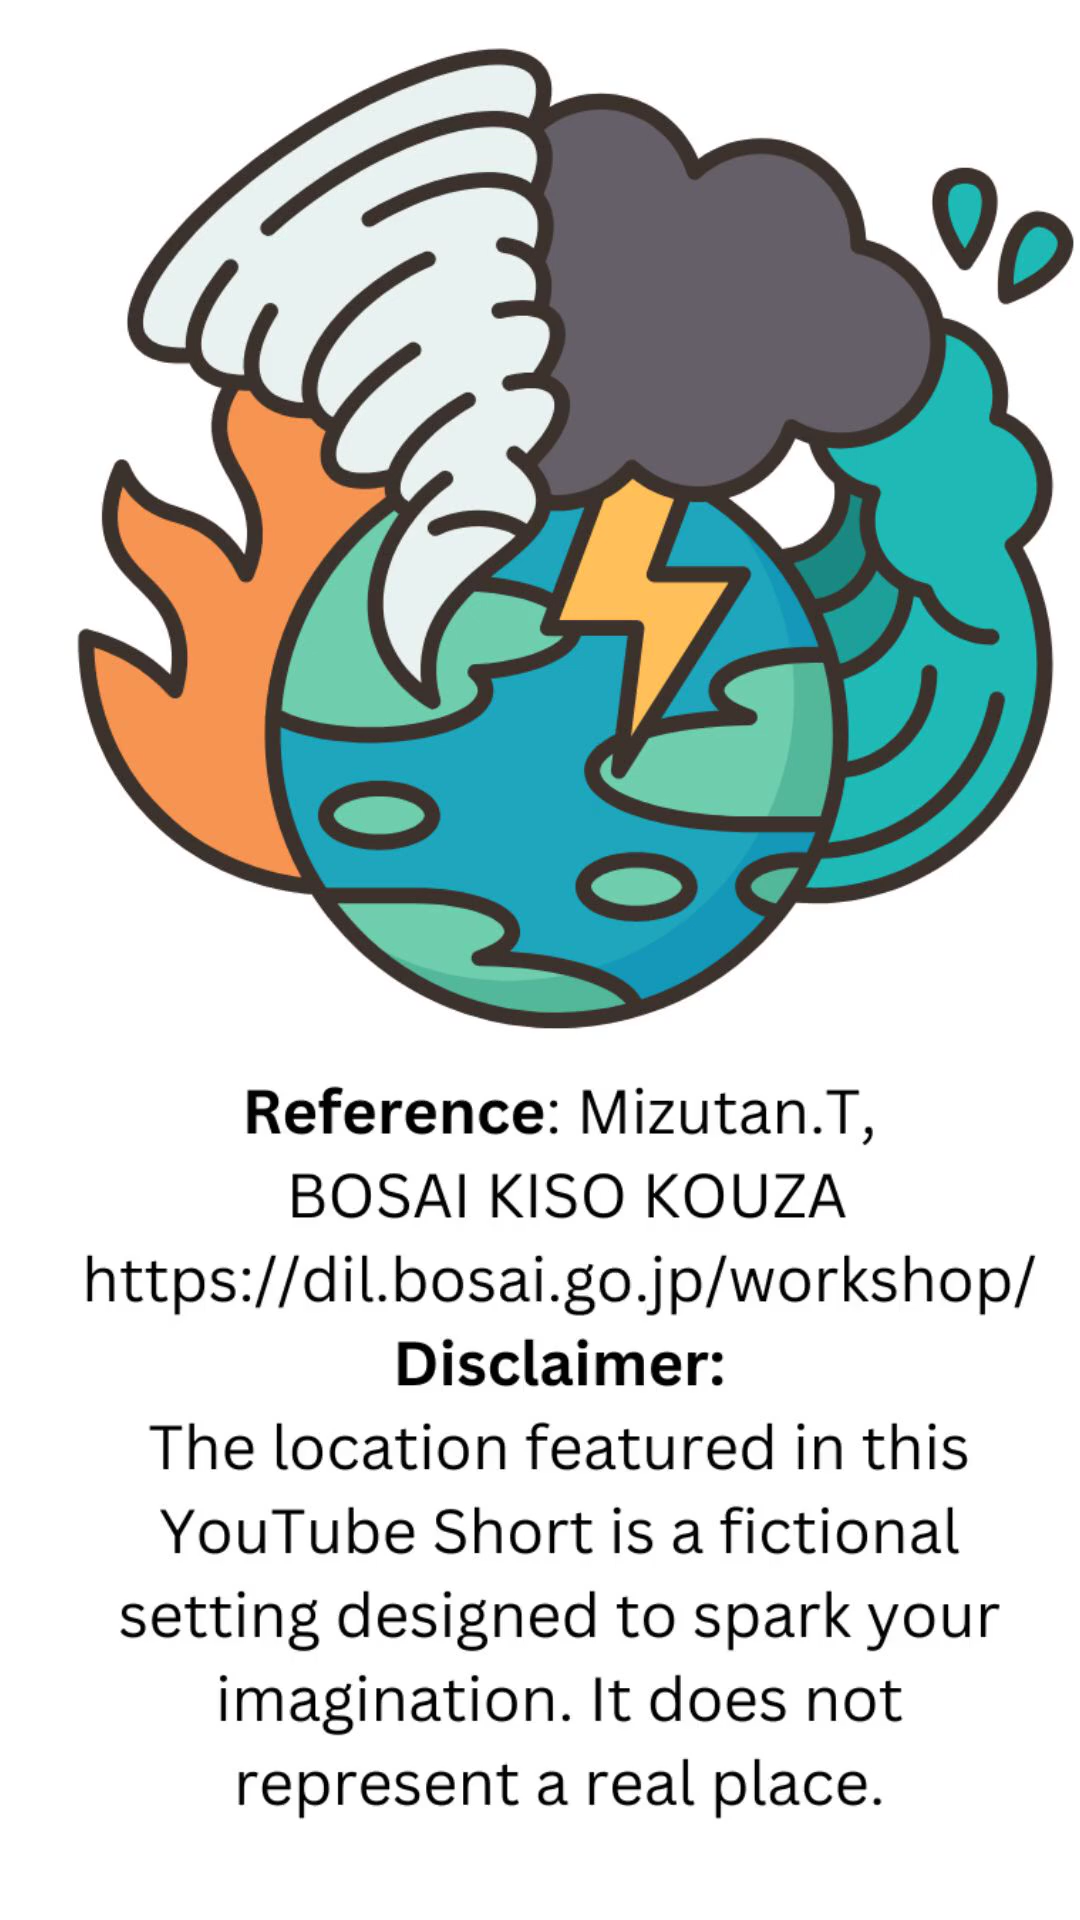 Reference: Mizutan.T,
BOSAI KISO KOUZA
https://dil.bosai.go.jp/workshop/
Disclaimer:
The location featured in this
YouTube Short is a fictional
setting designed to spark your
imagination. It does not
represent a real place.